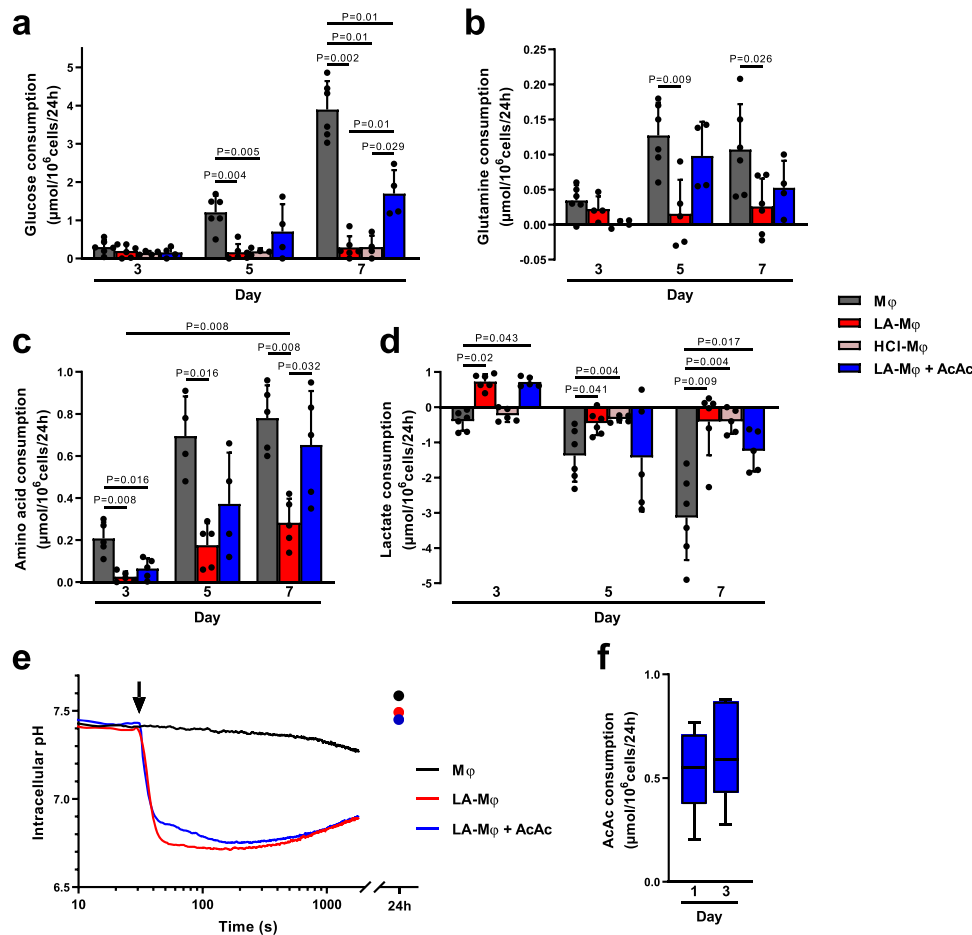 a
Glucose consumption
(μmol/10⁶cells/24h)
5
4
3
2
1
0
P=0.005
P=0.004
P=0.01
P=0.01
P=0.002
P=0.01
P=0.029
3
5
7
Day
b
Glutamine consumption
(μmol/10⁶cells/24h)
0.25
0.20
0.15
0.10
0.05
0.00
-0.05
P=0.009
P=0.026
3
5
7
Day
Mφ
LA-Mφ
HCl-Mφ
LA-Mφ + AcAc
c
Amino acid consumption
(μmol/10⁶cells/24h)
1.0
0.8
0.6
0.4
0.2
0.0
P=0.008
P=0.016
P=0.008
P=0.016
P=0.008
P=0.032
3
5
7
Day
d
Lactate consumption
(μmol/10⁶cells/24h)
1
0
-1
-2
-3
-4
-5
P=0.043
P=0.02
P=0.004
P=0.041
P=0.017
P=0.004
P=0.009
3
5
7
Day
e
Intracellular pH
7.5
7.0
6.5
10
100
1000
24h
Time (s)
Mφ
LA-Mφ
LA-Mφ + AcAc
f
AcAc consumption
(μmol/10⁶cells/24h)
1.0
0.5
0.0
1
3
Day